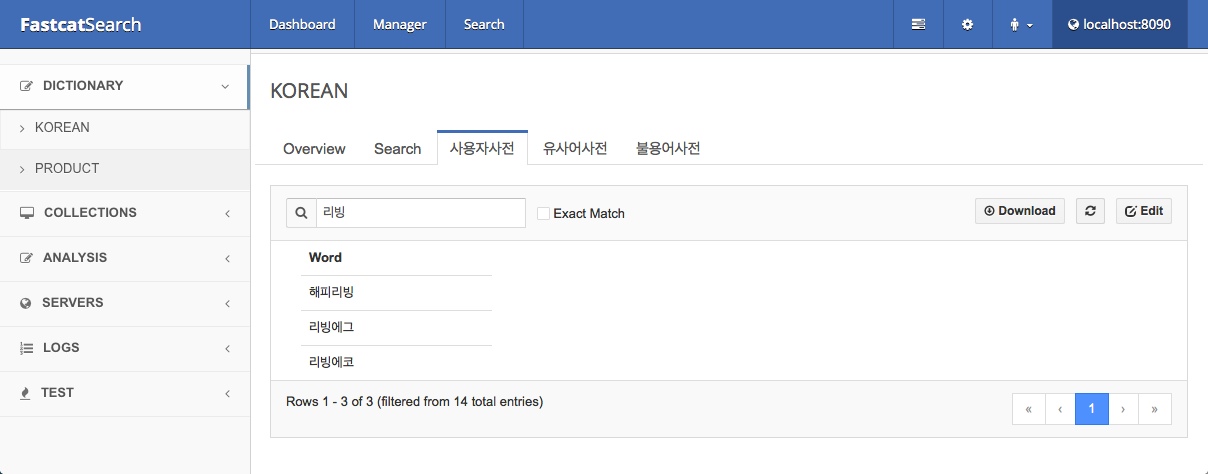 FastcatSearch Dashboard Manager Search localhost:8090
DICTIONARY
KOREAN
PRODUCT
COLLECTIONS
ANALYSIS
SERVERS
LOGS
TEST
KOREAN
Overview Search 사용자사전 유사어사전 불용어사전
리빙 Exact Match Download Edit
Word
해피리빙
리빙에그
리빙에코
Rows 1 - 3 of 3 (filtered from 14 total entries) « ‹ 1 › »